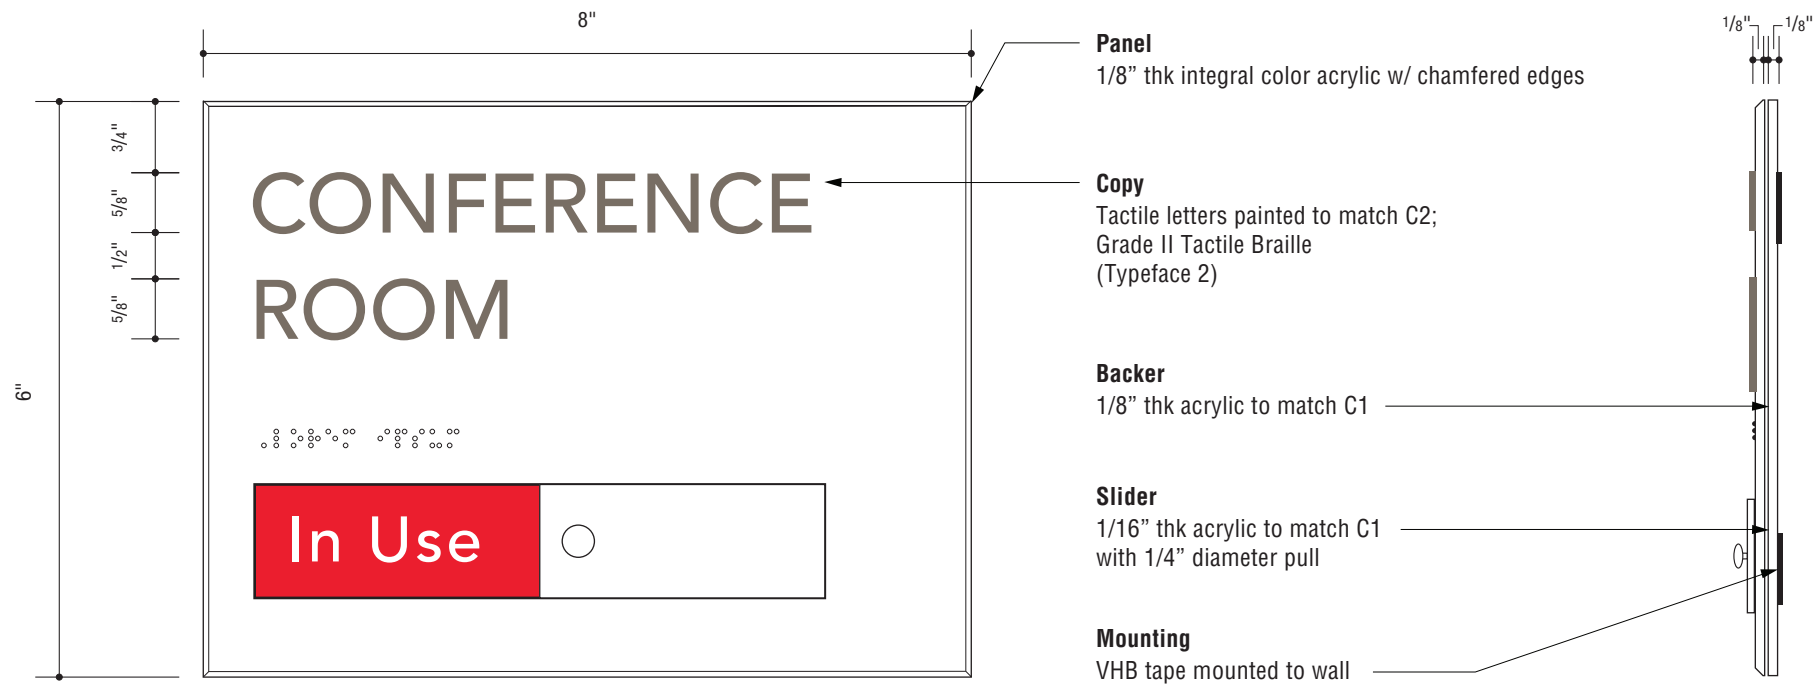 8"
1/8"
1/8"
Panel
1/8” thk integral color acrylic w/ chamfered edges
3/4"
5/8"
1/2"
5/8"
6"
CONFERENCE
ROOM
Copy
Tactile letters painted to match C2;
Grade II Tactile Braille
(Typeface 2)
Backer
1/8” thk acrylic to match C1
In Use
Slider
1/16” thk acrylic to match C1
with 1/4” diameter pull
Mounting
VHB tape mounted to wall